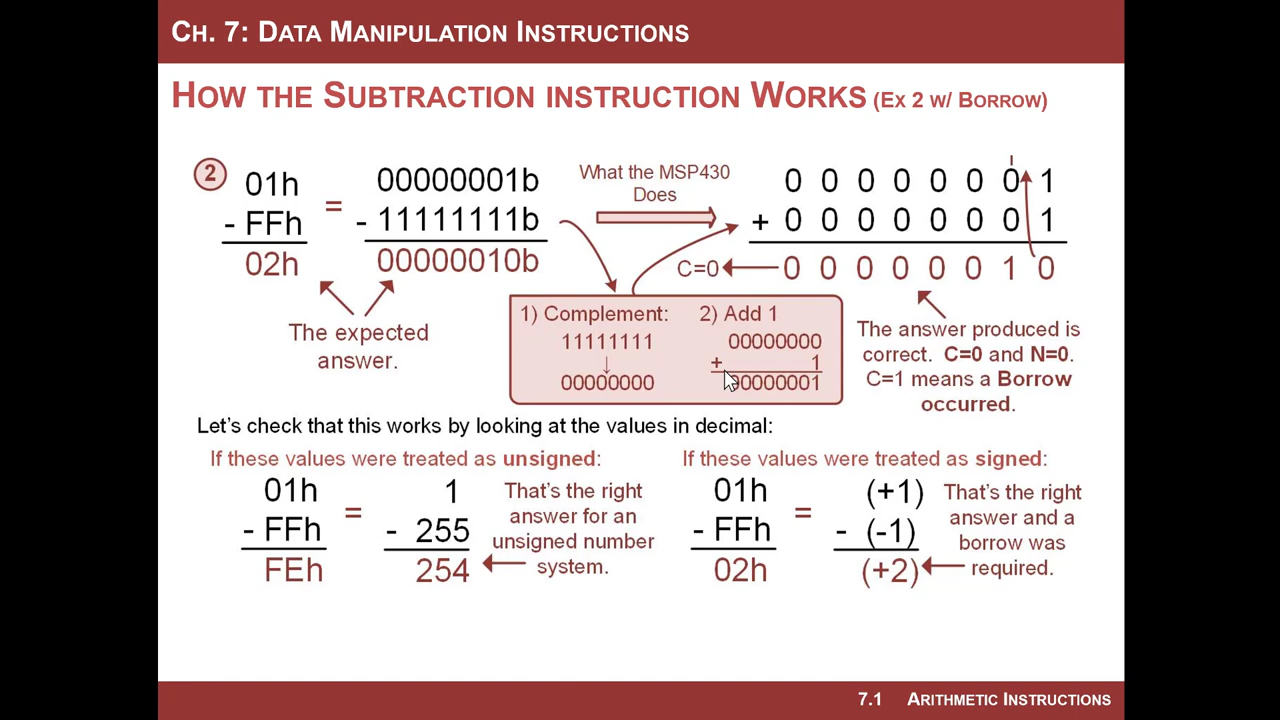 CH. 7: DATA MANIPULATION INSTRUCTIONS
HOW THE SUBTRACTION INSTRUCTION WORKS (EX 2 W/ BORROW)
2
01h
- FFh
02h
=
00000001b
- 11111111b
00000010b
What the MSP430
Does
1
0 0 0 0 0 0 0 1
+ 0 0 0 0 0 0 0 1
C=0
0 0 0 0 0 0 1 0
The expected
answer.
1) Complement:
11111111
↓
00000000
2) Add 1
00000000
+ 1
00000001
The answer produced is
correct. C=0 and N=0.
C=1 means a Borrow
occurred.
Let's check that this works by looking at the values in decimal:
If these values were treated as unsigned:
01h
- FFh
FEh
=
1
- 255
254
That's the right
answer for an
unsigned number
system.
If these values were treated as signed:
01h
- FFh
02h
=
(+1)
- (-1)
(+2)
That's the right
answer and a
borrow was
required.
7.1 ARITHMETIC INSTRUCTIONS